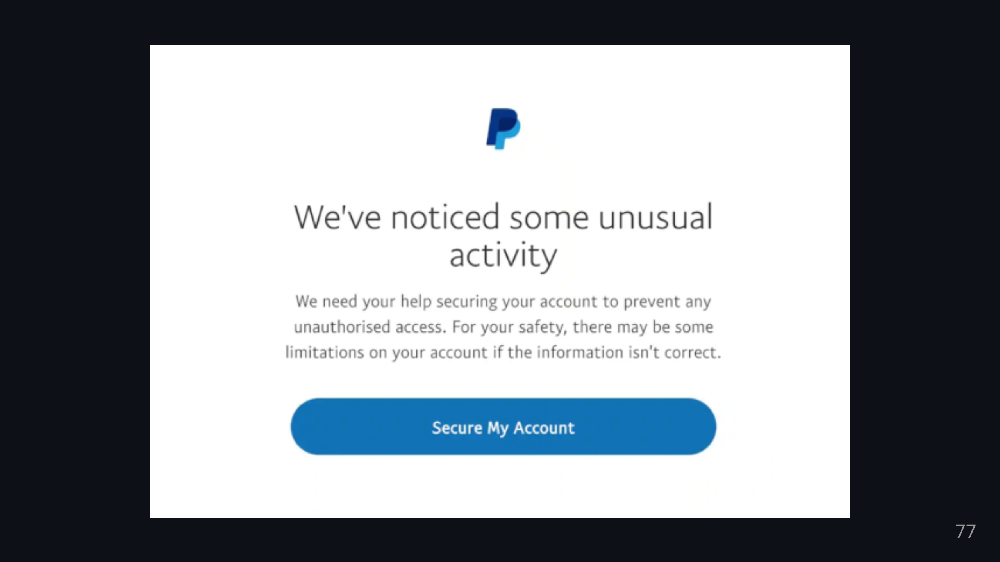 We've noticed some unusual
activity
We need your help securing your account to prevent any
unauthorised access. For your safety, there may be some
limitations on your account if the information isn't correct.
Secure My Account
77